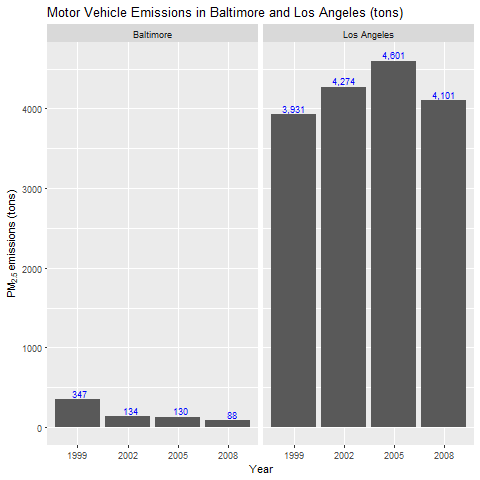 Motor Vehicle Emissions in Baltimore and Los Angeles (tons)
Baltimore
Los Angeles
PM2.5 emissions (tons)
4000
3000
2000
1000
0
347
134
130
88
3,931
4,274
4,601
4,101
1999 2002 2005 2008
1999 2002 2005 2008
Year